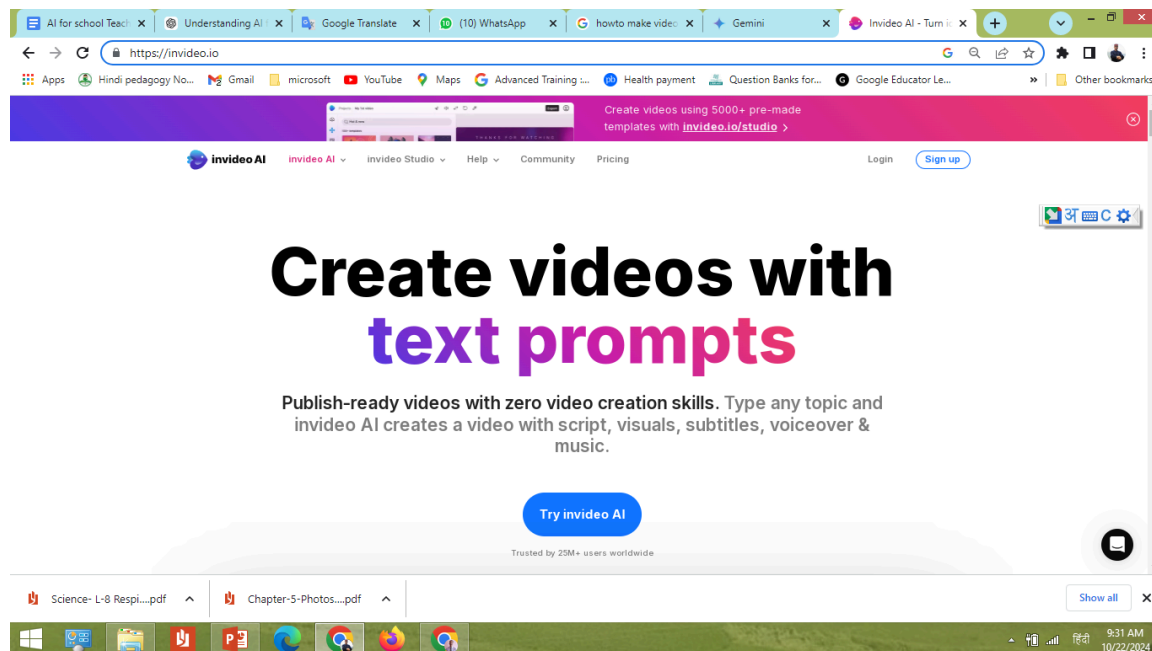 AI for school Teach
Understanding AI
Google Translate
(10) WhatsApp
howto make video
Gemini
Invideo AI - Turn ic
https://invideo.io
Apps
Hindi pedagogy No...
Gmail
microsoft
YouTube
Maps
Advanced Training :...
Health payment
Question Banks for...
Google Educator Le...
»
Other bookmarks
THANKS FOR WATCHING
Create videos using 5000+ pre-made
templates with invideo.io/studio >
invideo AI
invideo AI
invideo Studio
Help
Community
Pricing
Login
Sign up
अ
C
Create videos with
text prompts
Publish-ready videos with zero video creation skills. Type any topic and
invideo AI creates a video with script, visuals, subtitles, voiceover &
music.
Try invideo AI
Trusted by 25M+ users worldwide
Science- L-8 Respi....pdf
Chapter-5-Photos....pdf
Show all
हिंदी
9:31 AM
10/22/2024